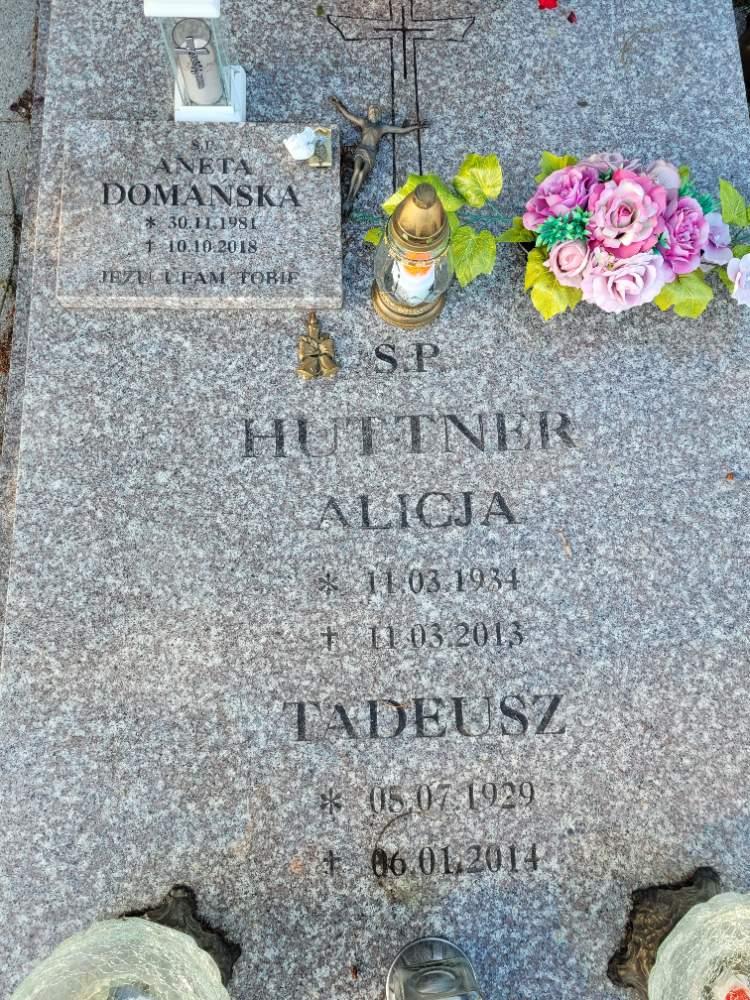 Ś.P.
ANETA
DOMAŃSKA
* 30.11.1981
† 10.10.2018
JEZU UFAM TOBIE
Ś.P.
HUTTNER
ALICJA
* 11.03.1934
† 11.03.2013
TADEUSZ
* 05.07.1929
† 06.01.2014